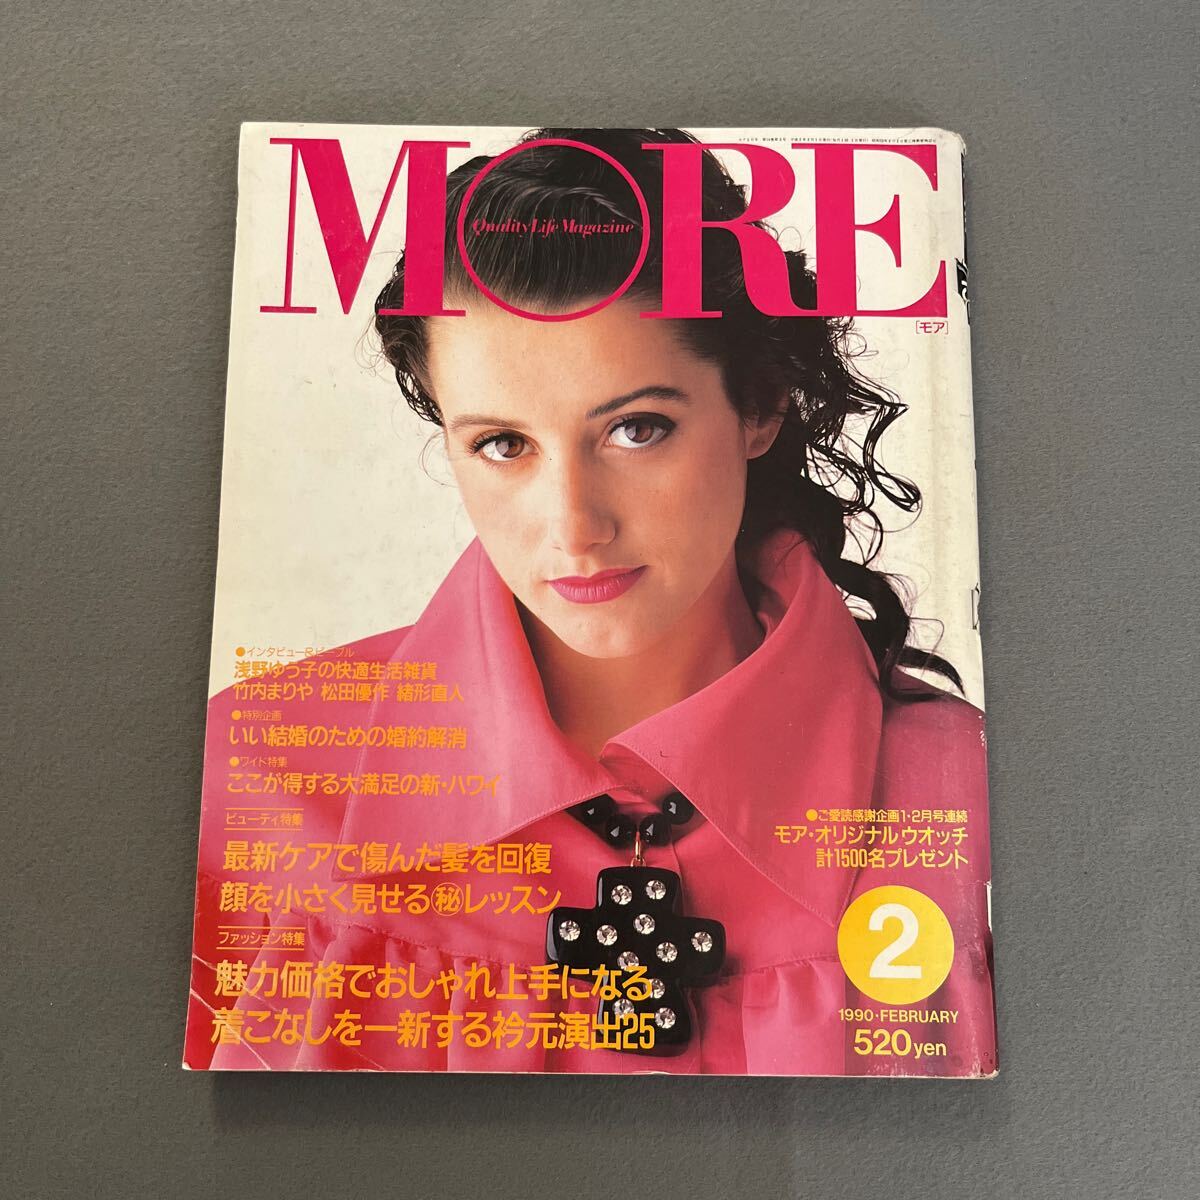 MORE
Quality Life Magazine
[モア]
●インタビュー&ピープル
浅野ゆう子の快適生活雑貨
竹内まりや 松田優作 緒形直人
●特別企画
いい結婚のための婚約解消
●ワイド特集
ここが得する大満足の新・ハワイ
ビューティ特集
最新ケアで傷んだ髪を回復
顔を小さく見せる㊙レッスン
ファッション特集
魅力価格でおしゃれ上手になる
着こなしを一新する衿元演出25
●ご愛読感謝企画1・2月号連続
モア・オリジナルウオッチ
計1500名プレゼント
2
1990・FEBRUARY
520yen